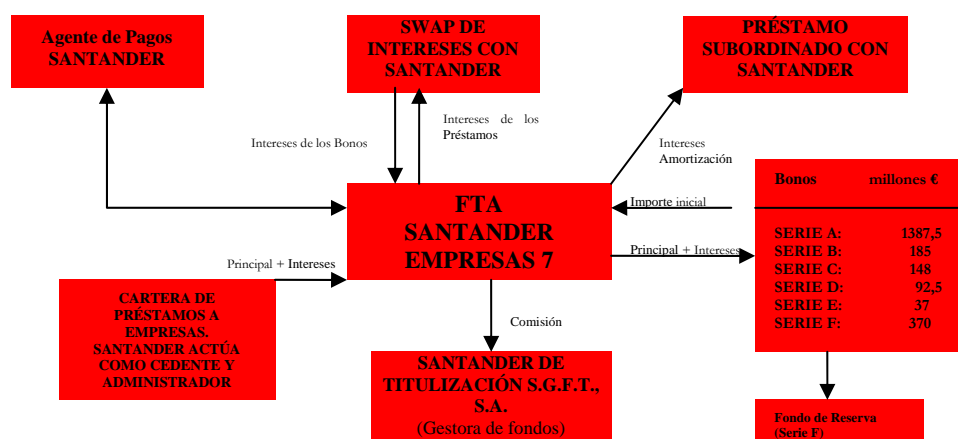 Agente de Pagos
SANTANDER
SWAP DE
INTERESES CON
SANTANDER
PRÉSTAMO
SUBORDINADO CON
SANTANDER
Intereses de los Bonos
Intereses de los
Préstamos
Intereses
Amortización
FTA
SANTANDER
EMPRESAS 7
Importe inicial
Principal + Intereses
Bonos millones €
SERIE A: 1387,5
SERIE B: 185
SERIE C: 148
SERIE D: 92,5
SERIE E: 37
SERIE F: 370
Principal + Intereses
CARTERA DE
PRÉSTAMOS A
EMPRESAS.
SANTANDER ACTÚA
COMO CEDENTE Y
ADMINISTRADOR
Comisión
SANTANDER DE
TITULIZACIÓN S.G.F.T.,
S.A.
(Gestora de fondos)
Fondo de Reserva
(Serie F)